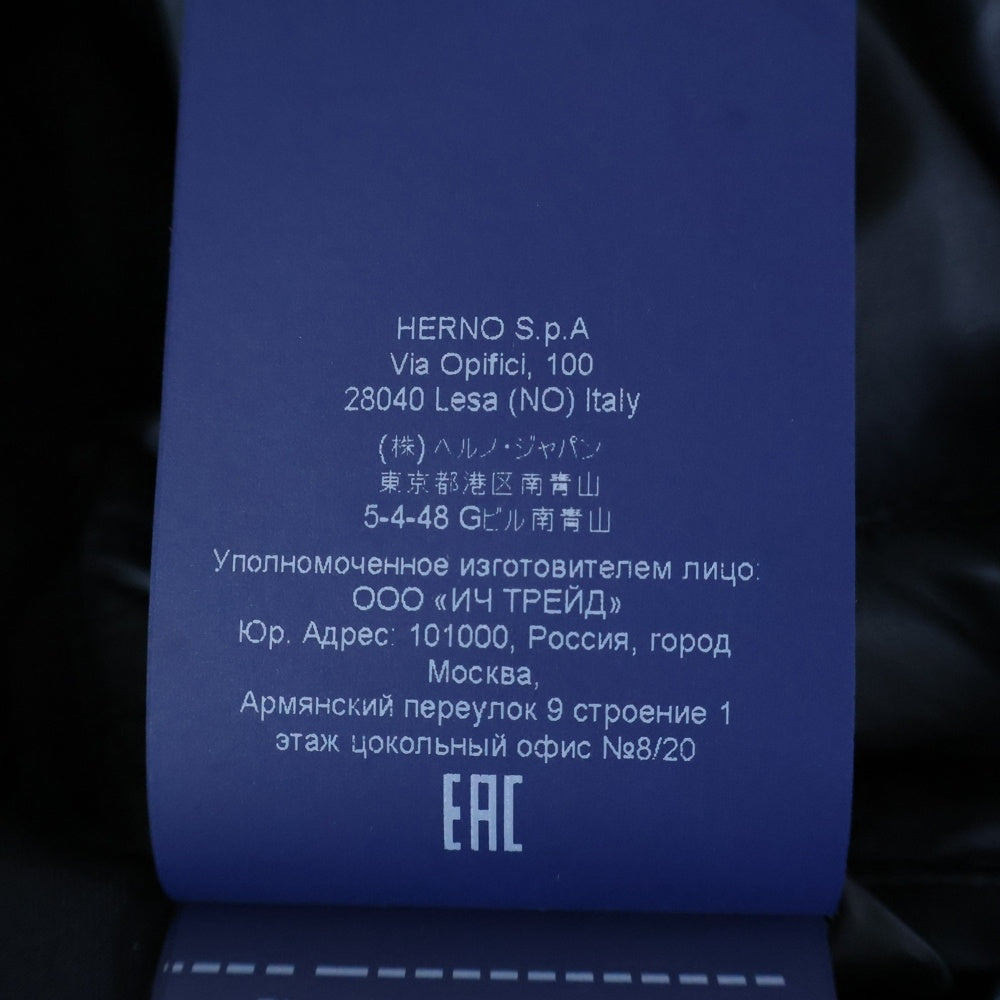 HERNO S.p.A
Via Opifici, 100
28040 Lesa (NO) Italy
(株)ヘルノ・ジャパン
東京都港区南青山
5-4-48 Gビル南青山
Уполномоченное изготовителем лицо:
ООО «ИЧ ТРЕЙД»
Юр. Адрес: 101000, Россия, город
Москва,
Армянский переулок 9 строение 1
этаж цокольный офис №8/20
EAC